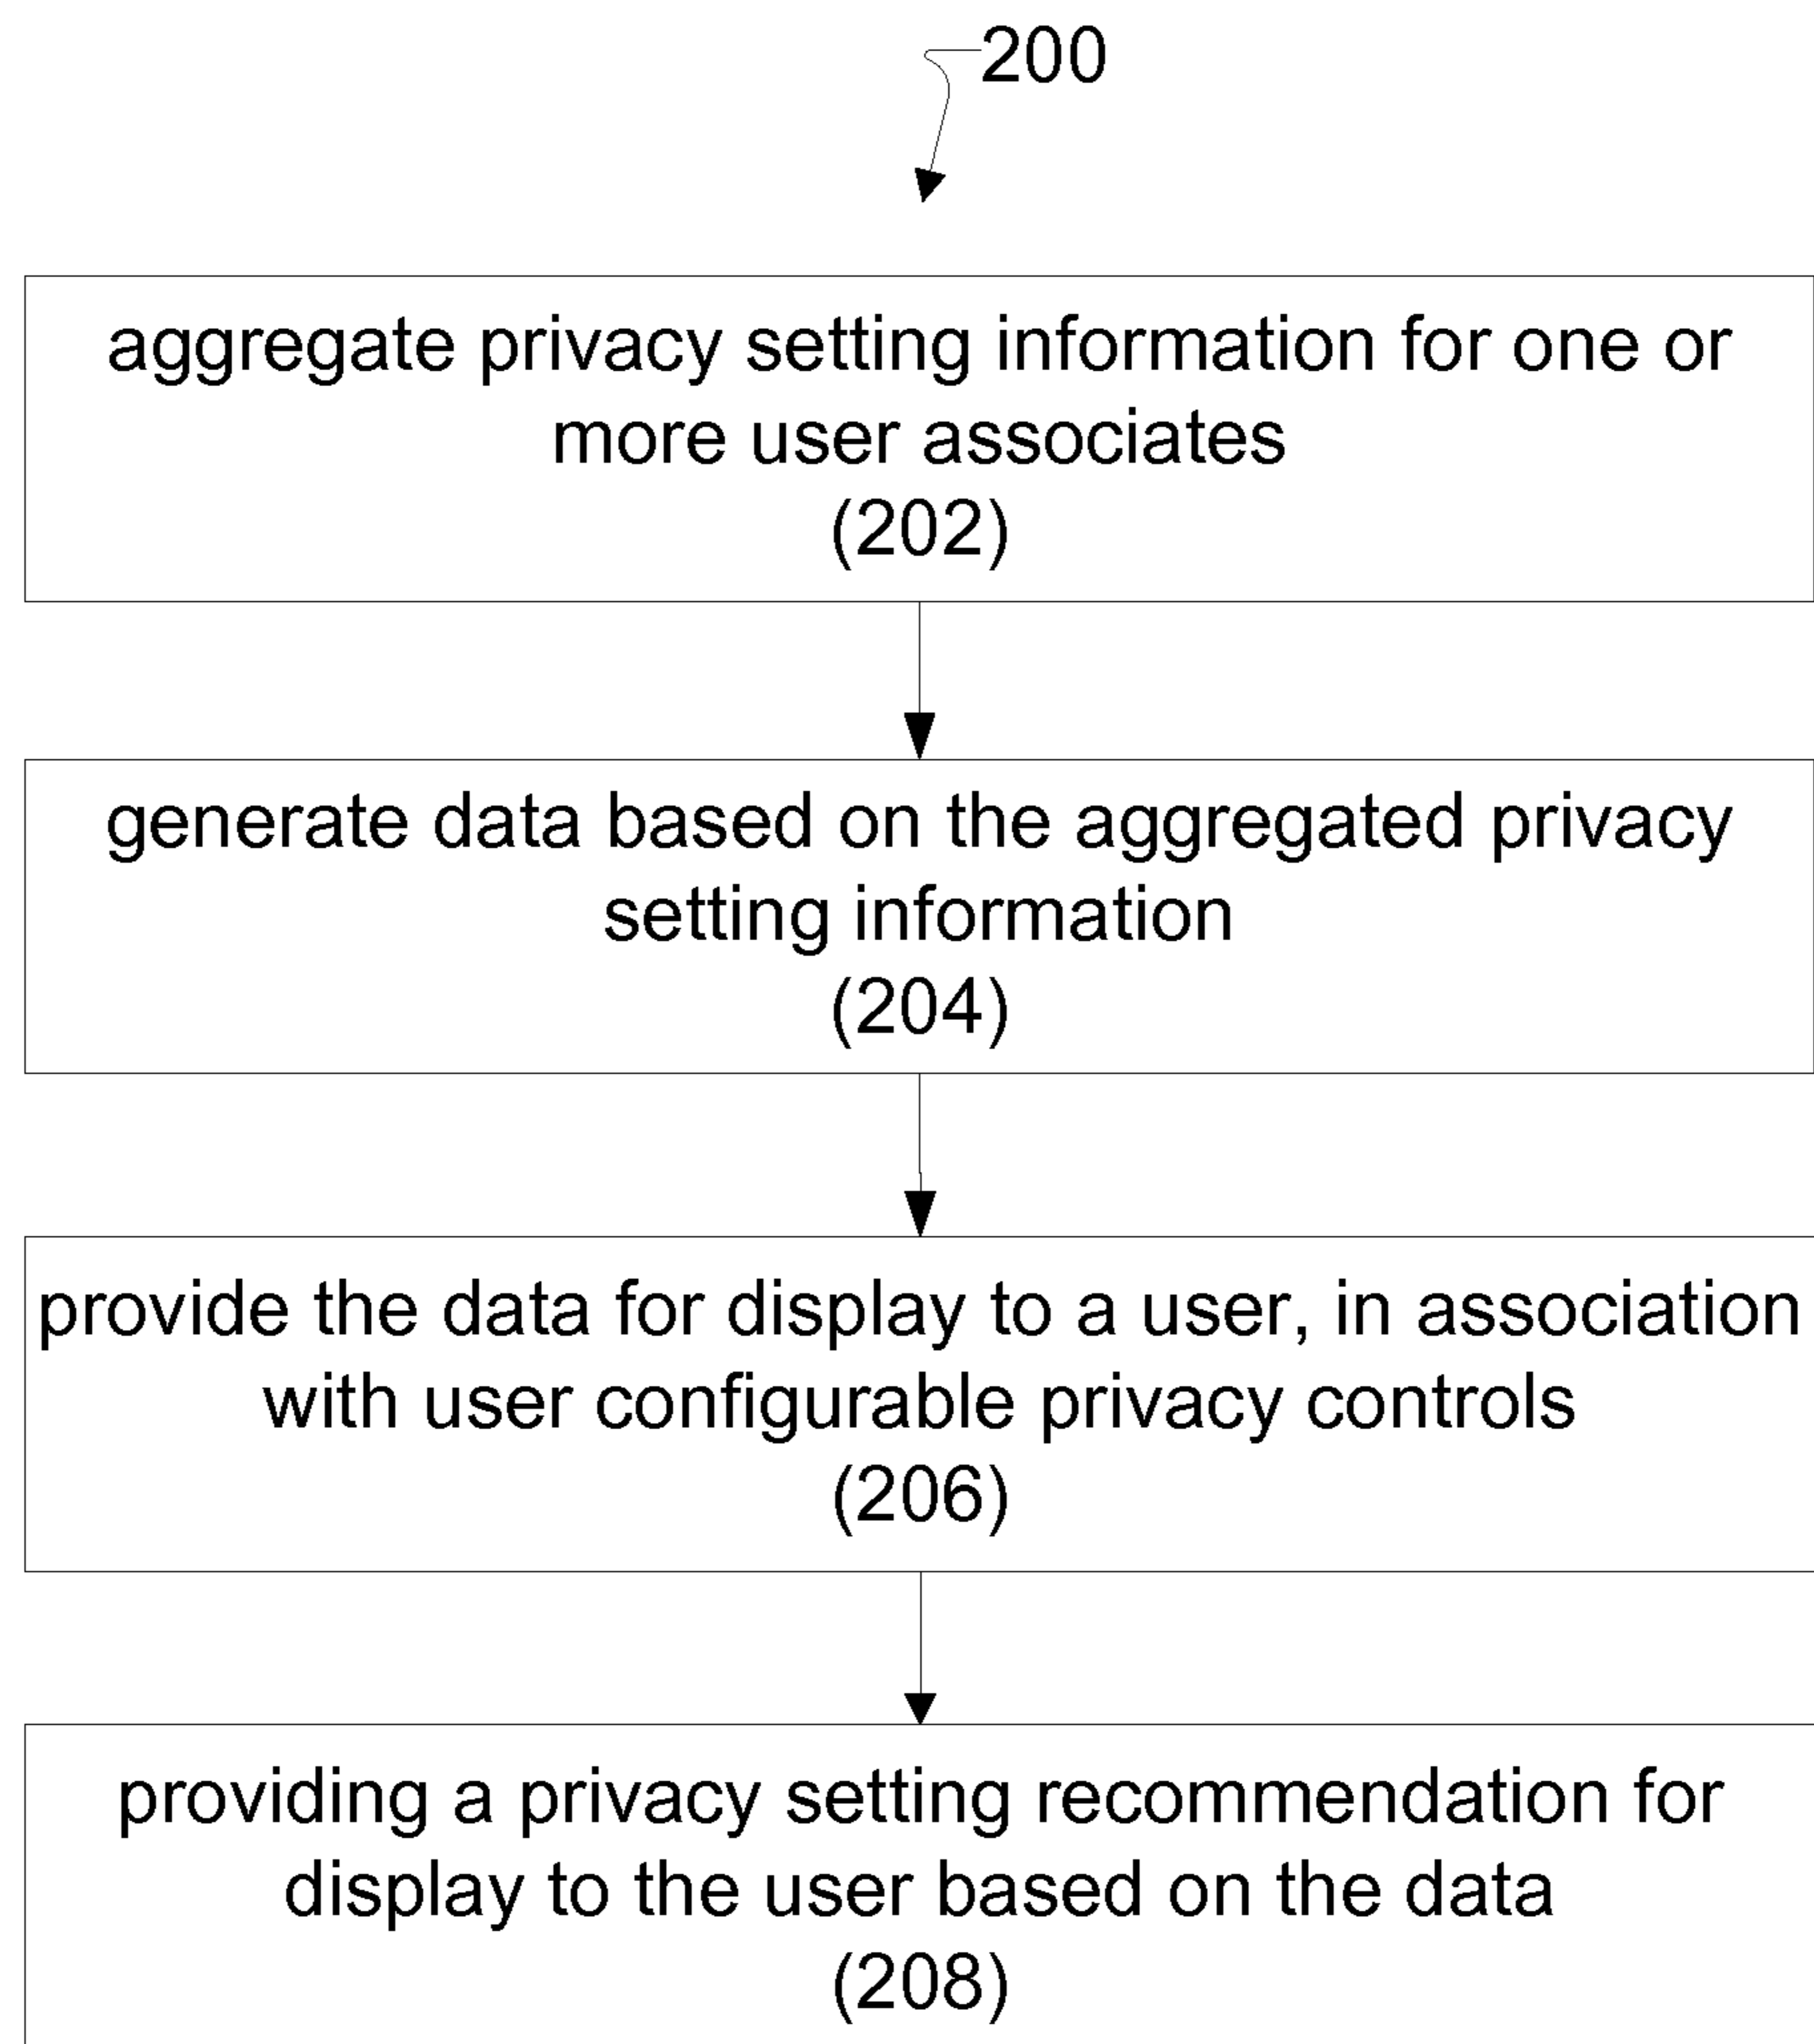 200
aggregate privacy setting information for one or
more user associates
(202)
generate data based on the aggregated privacy
setting information
(204)
provide the data for display to a user, in association
with user configurable privacy controls
(206)
providing a privacy setting recommendation for
display to the user based on the data
(208)